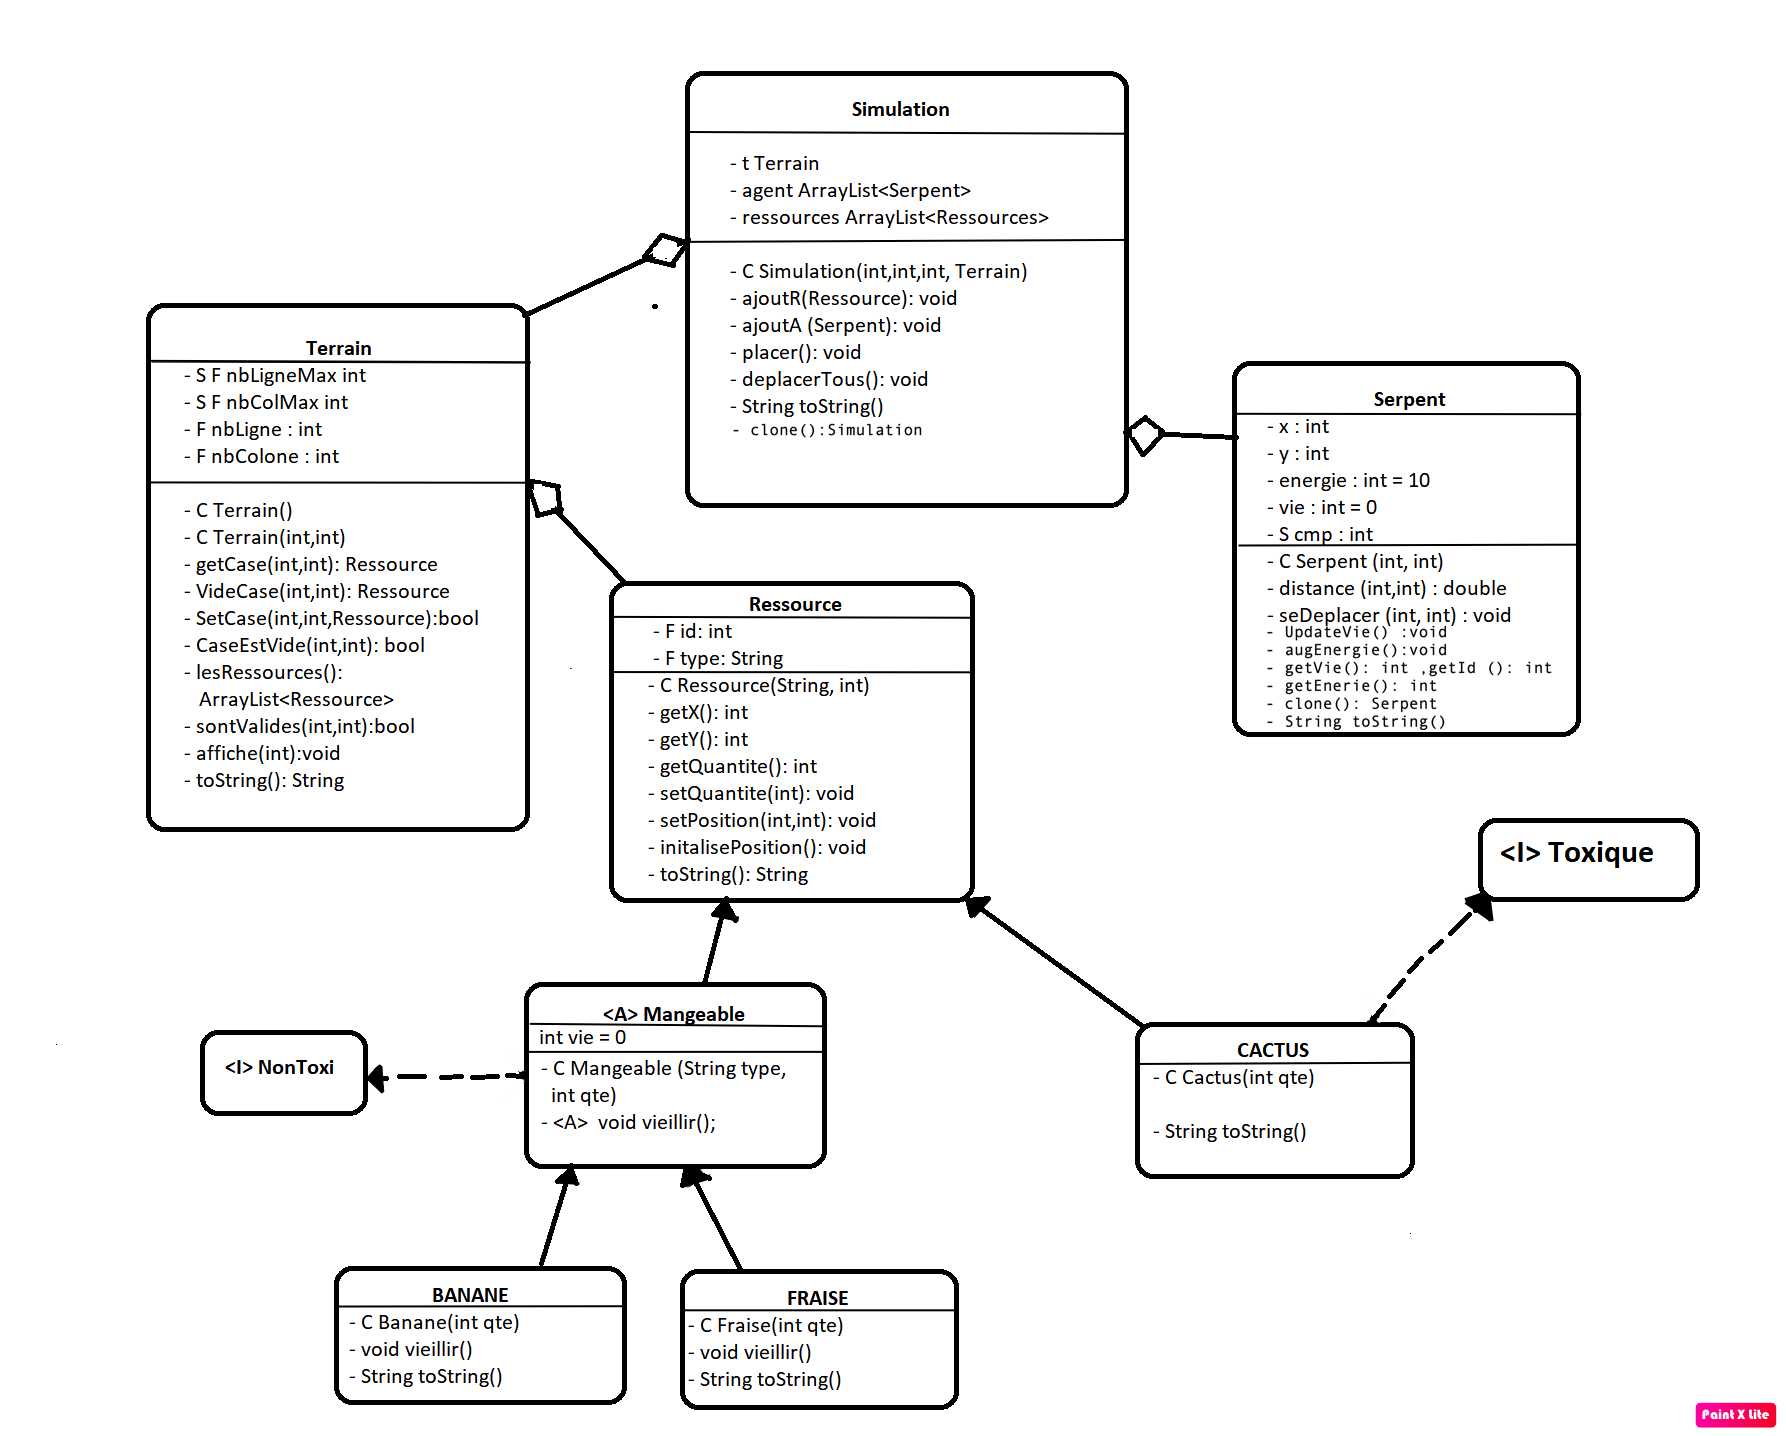 Simulation
- t Terrain
- agent ArrayList<Serpent>
- ressources ArrayList<Ressources>
- C Simulation(int,int,int, Terrain)
- ajoutR(Ressource): void
- ajoutA (Serpent): void
- placer(): void
- deplacerTous(): void
- String toString()
- clone():Simulation
Terrain
- S F nbLigneMax int
- S F nbColMax int
- F nbLigne : int
- F nbColone : int
- C Terrain()
- C Terrain(int,int)
- getCase(int,int): Ressource
- VideCase(int,int): Ressource
- SetCase(int,int,Ressource):bool
- CaseEstVide(int,int): bool
- lesRessources():
ArrayList<Ressource>
- sontValides(int,int):bool
- affiche(int):void
- toString(): String
Serpent
- x : int
- y : int
- energie : int = 10
- vie : int = 0
- S cmp : int
- C Serpent (int, int)
- distance (int,int) : double
- seDeplacer (int, int) : void
- UpdateVie() :void
- augEnergie():void
- getVie(): int ,getId (): int
- getEnerie(): int
- clone(): Serpent
- String toString()
Ressource
- F id: int
- F type: String
- C Ressource(String, int)
- getX(): int
- getY(): int
- getQuantite(): int
- setQuantite(int): void
- setPosition(int,int): void
- initalisePosition(): void
- toString(): String
<I> Toxique
<A> Mangeable
int vie = 0
- C Mangeable (String type,
int qte)
- <A> void vieillir();
<I> NonToxi
CACTUS
- C Cactus(int qte)
- String toString()
BANANE
- C Banane(int qte)
- void vieillir()
- String toString()
FRAISE
- C Fraise(int qte)
- void vieillir()
- String toString()
Paint X Lite